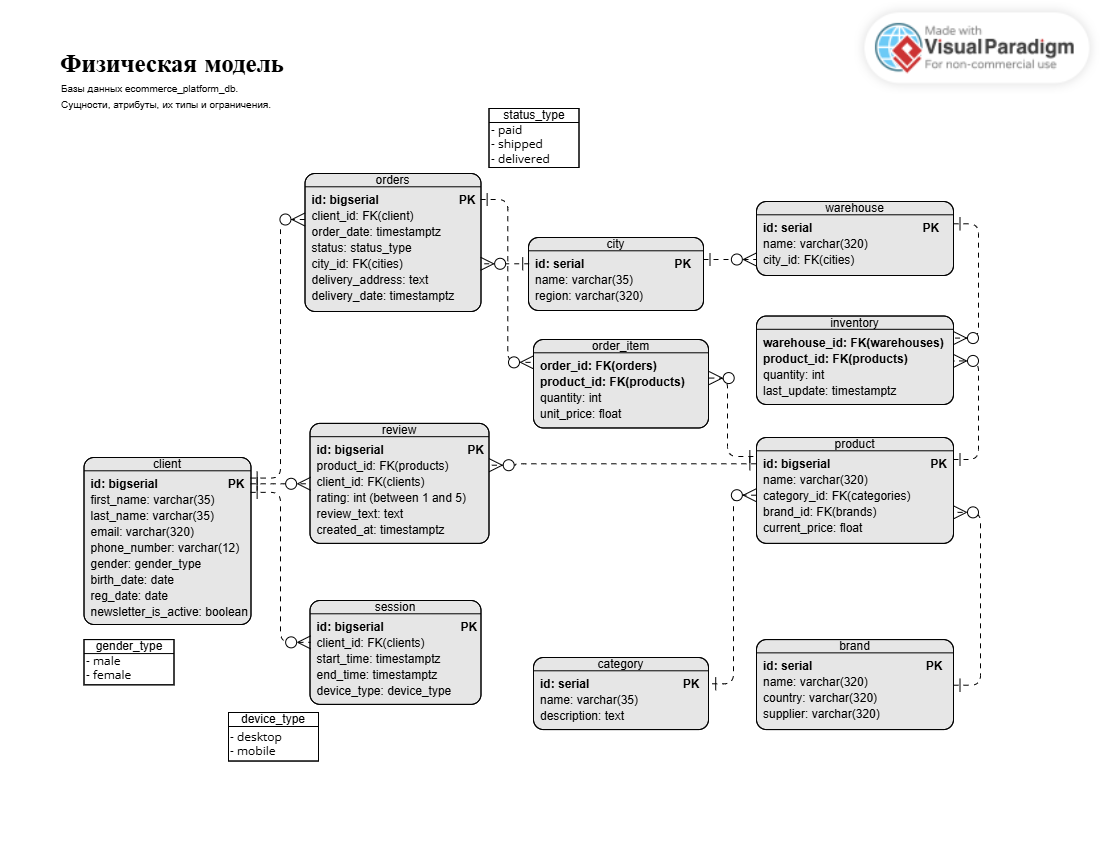 Made with
Visual Paradigm
For non-commercial use
Физическая модель
Базы данных ecommerce_platform_db.
Сущности, атрибуты, их типы и ограничения.
status_type
- paid
- shipped
- delivered
orders
id: bigserial PK
client_id: FK(client)
order_date: timestamptz
status: status_type
city_id: FK(cities)
delivery_address: text
delivery_date: timestamptz
city
id: serial PK
name: varchar(35)
region: varchar(320)
warehouse
id: serial PK
name: varchar(320)
city_id: FK(cities)
inventory
warehouse_id: FK(warehouses)
product_id: FK(products)
quantity: int
last_update: timestamptz
order_item
order_id: FK(orders)
product_id: FK(products)
quantity: int
unit_price: float
review
id: bigserial PK
product_id: FK(products)
client_id: FK(clients)
rating: int (between 1 and 5)
review_text: text
created_at: timestamptz
product
id: bigserial PK
name: varchar(320)
category_id: FK(categories)
brand_id: FK(brands)
current_price: float
client
id: bigserial PK
first_name: varchar(35)
last_name: varchar(35)
email: varchar(320)
phone_number: varchar(12)
gender: gender_type
birth_date: date
reg_date: date
newsletter_is_active: boolean
gender_type
- male
- female
session
id: bigserial PK
client_id: FK(clients)
start_time: timestamptz
end_time: timestamptz
device_type: device_type
device_type
- desktop
- mobile
category
id: serial PK
name: varchar(35)
description: text
brand
id: serial PK
name: varchar(320)
country: varchar(320)
supplier: varchar(320)